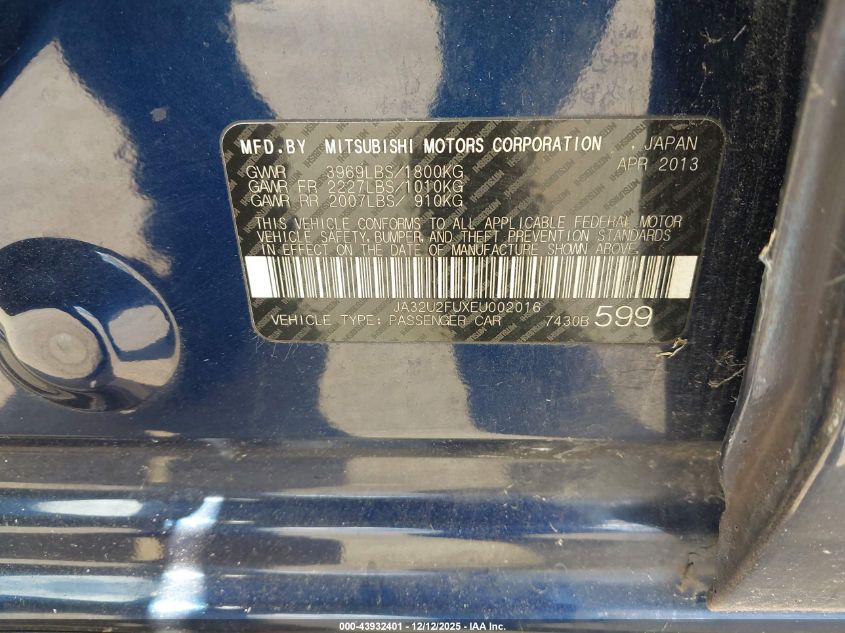 MFD.BY MITSUBISHI MOTORS CORPORATION , JAPAN
APR 2013
GVWR 3969LBS/1800KG
GAWR FR 2227LBS/1010KG
GAWR RR 2007LBS/ 910KG
THIS VEHICLE CONFORMS TO ALL APPLICABLE FEDERAL MOTOR
VEHICLE SAFETY,BUMPER,AND THEFT PREVENTION STANDARDS
IN EFFECT ON THE DATE OF MANUFACTURE SHOWN ABOVE.
JA32U2FUXEU002016
VEHICLE TYPE: PASSENGER CAR 7430B 599
000-43932401 - 12/12/2025 - IAA Inc.